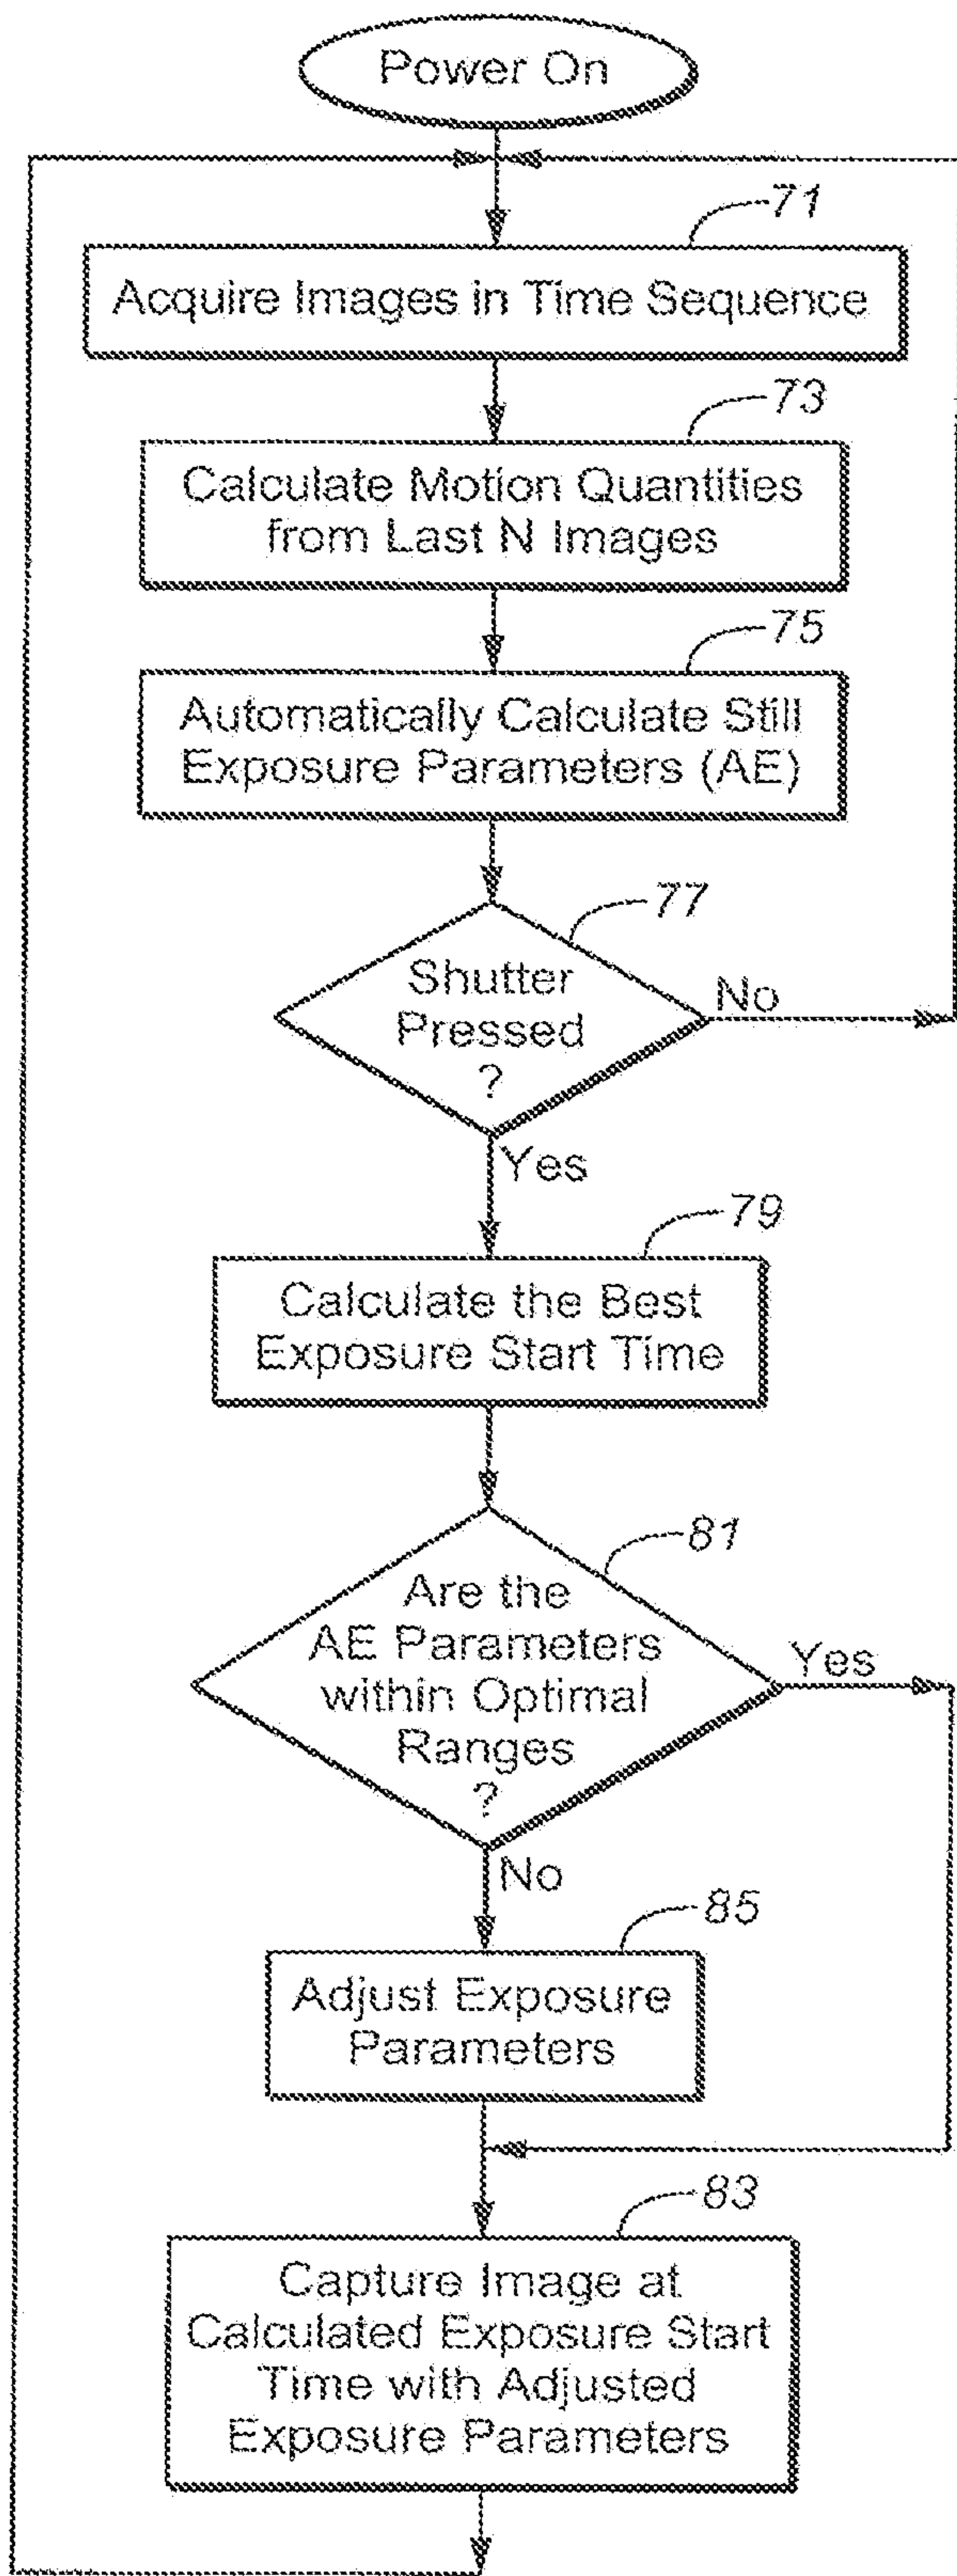 Power On
71
Acquire Images in Time Sequence
73
Calculate Motion Quantities
from Last N Images
75
Automatically Calculate Still
Exposure Parameters (AE)
77
Shutter
Pressed
?
No
Yes
79
Calculate the Best
Exposure Start Time
81
Are the
AE Parameters
within Optimal
Ranges
?
Yes
No
85
Adjust Exposure
Parameters
83
Capture Image at
Calculated Exposure Start
Time with Adjusted
Exposure Parameters